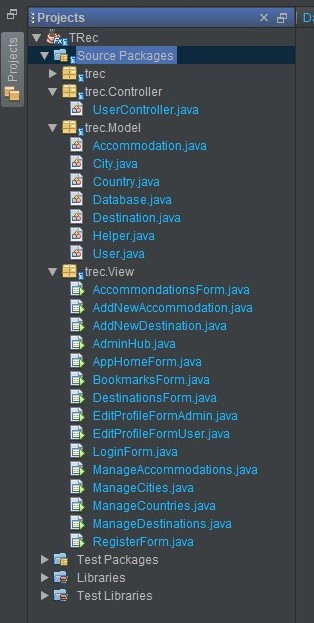 Projects
Projects
TRec
Source Packages
trec
trec.Controller
UserController.java
trec.Model
Accommodation.java
City.java
Country.java
Database.java
Destination.java
Helper.java
User.java
trec.View
AccommondationsForm.java
AddNewAccommodation.java
AddNewDestination.java
AdminHub.java
AppHomeForm.java
BookmarksForm.java
DestinationsForm.java
EditProfileFormAdmin.java
EditProfileFormUser.java
LoginForm.java
ManageAccommodations.java
ManageCities.java
ManageCountries.java
ManageDestinations.java
RegisterForm.java
Test Packages
Libraries
Test Libraries